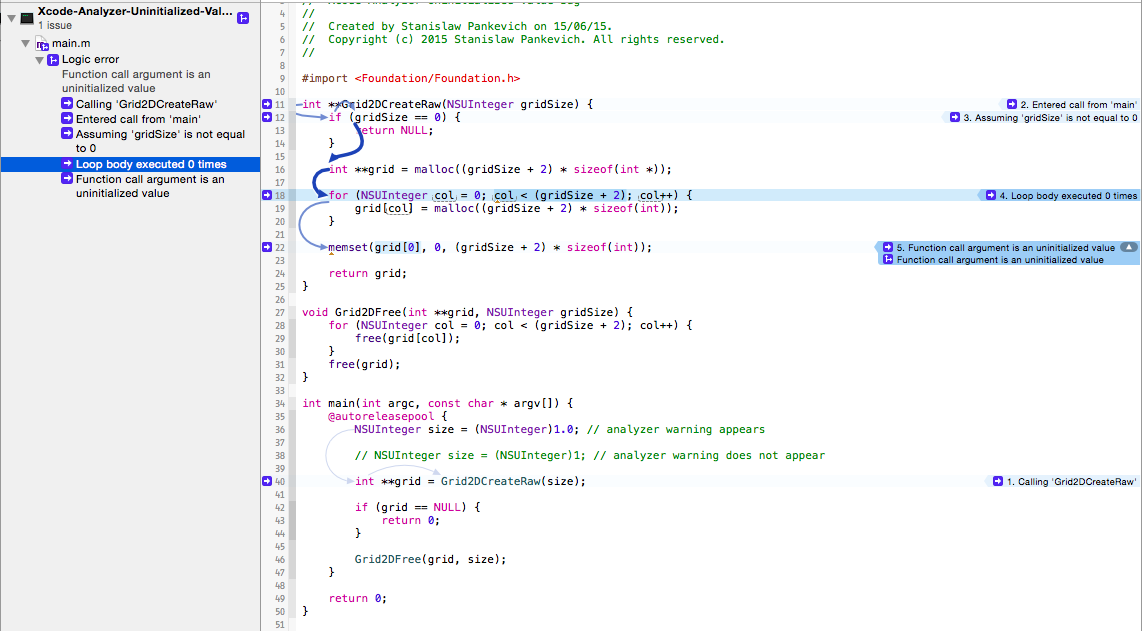 Xcode-Analyzer-Uninitialized-Val...
1 issue
main.m
Logic error
Function call argument is an
uninitialized value
Calling 'Grid2DCreateRaw'
Entered call from 'main'
Assuming 'gridSize' is not equal
to 0
Loop body executed 0 times
Function call argument is an
uninitialized value
4 //
5 // Created by Stanislaw Pankevich on 15/06/15.
6 // Copyright (c) 2015 Stanislaw Pankevich. All rights reserved.
7 //
8
9 #import <Foundation/Foundation.h>
10
11 int **Grid2DCreateRaw(NSUInteger gridSize) { 2. Entered call from 'main'
12 if (gridSize == 0) { 3. Assuming 'gridSize' is not equal to 0
13 return NULL;
14 }
15
16 int **grid = malloc((gridSize + 2) * sizeof(int *));
17
18 for (NSUInteger col = 0; col < (gridSize + 2); col++) { 4. Loop body executed 0 times
19 grid[col] = malloc((gridSize + 2) * sizeof(int));
20 }
21
22 memset(grid[0], 0, (gridSize + 2) * sizeof(int)); 5. Function call argument is an uninitialized value
23 Function call argument is an uninitialized value
24 return grid;
25 }
26
27 void Grid2DFree(int **grid, NSUInteger gridSize) {
28 for (NSUInteger col = 0; col < (gridSize + 2); col++) {
29 free(grid[col]);
30 }
31 free(grid);
32 }
33
34 int main(int argc, const char * argv[]) {
35 @autoreleasepool {
36 NSUInteger size = (NSUInteger)1.0; // analyzer warning appears
37
38 // NSUInteger size = (NSUInteger)1; // analyzer warning does not appear
39
40 int **grid = Grid2DCreateRaw(size); 1. Calling 'Grid2DCreateRaw'
41
42 if (grid == NULL) {
43 return 0;
44 }
45
46 Grid2DFree(grid, size);
47 }
48
49 return 0;
50 }
51